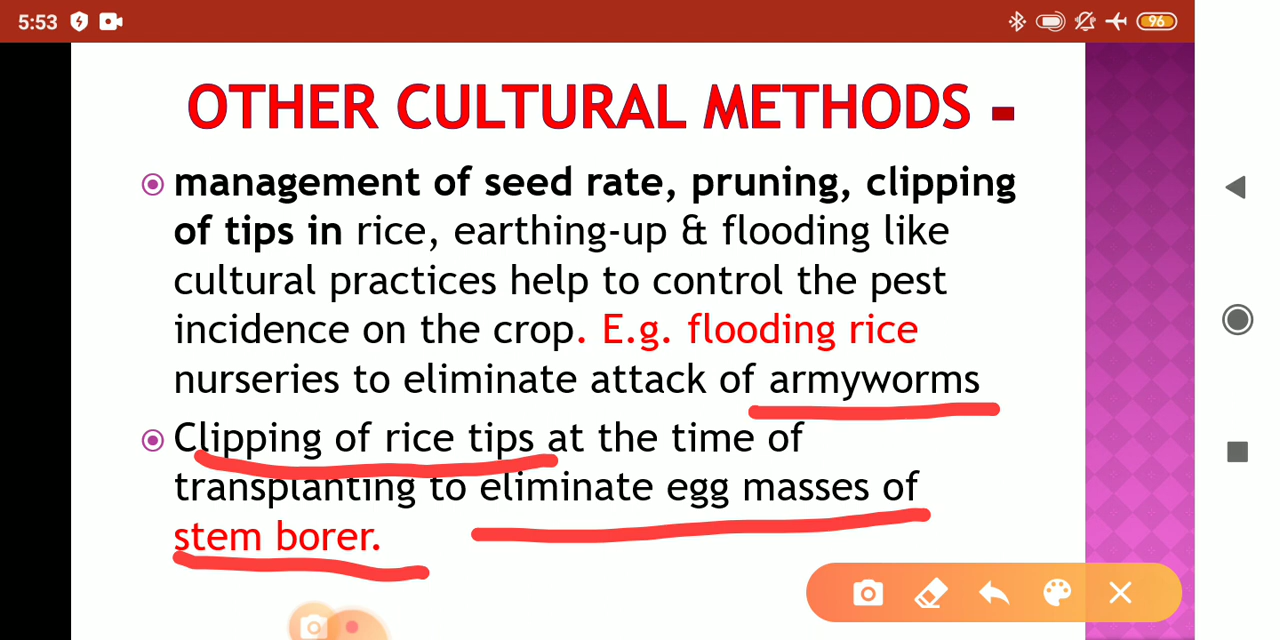 5:53
96
OTHER CULTURAL METHODS -
management of seed rate, pruning, clipping
of tips in rice, earthing-up & flooding like
cultural practices help to control the pest
incidence on the crop. E.g. flooding rice
nurseries to eliminate attack of armyworms
Clipping of rice tips at the time of
transplanting to eliminate egg masses of
stem borer.